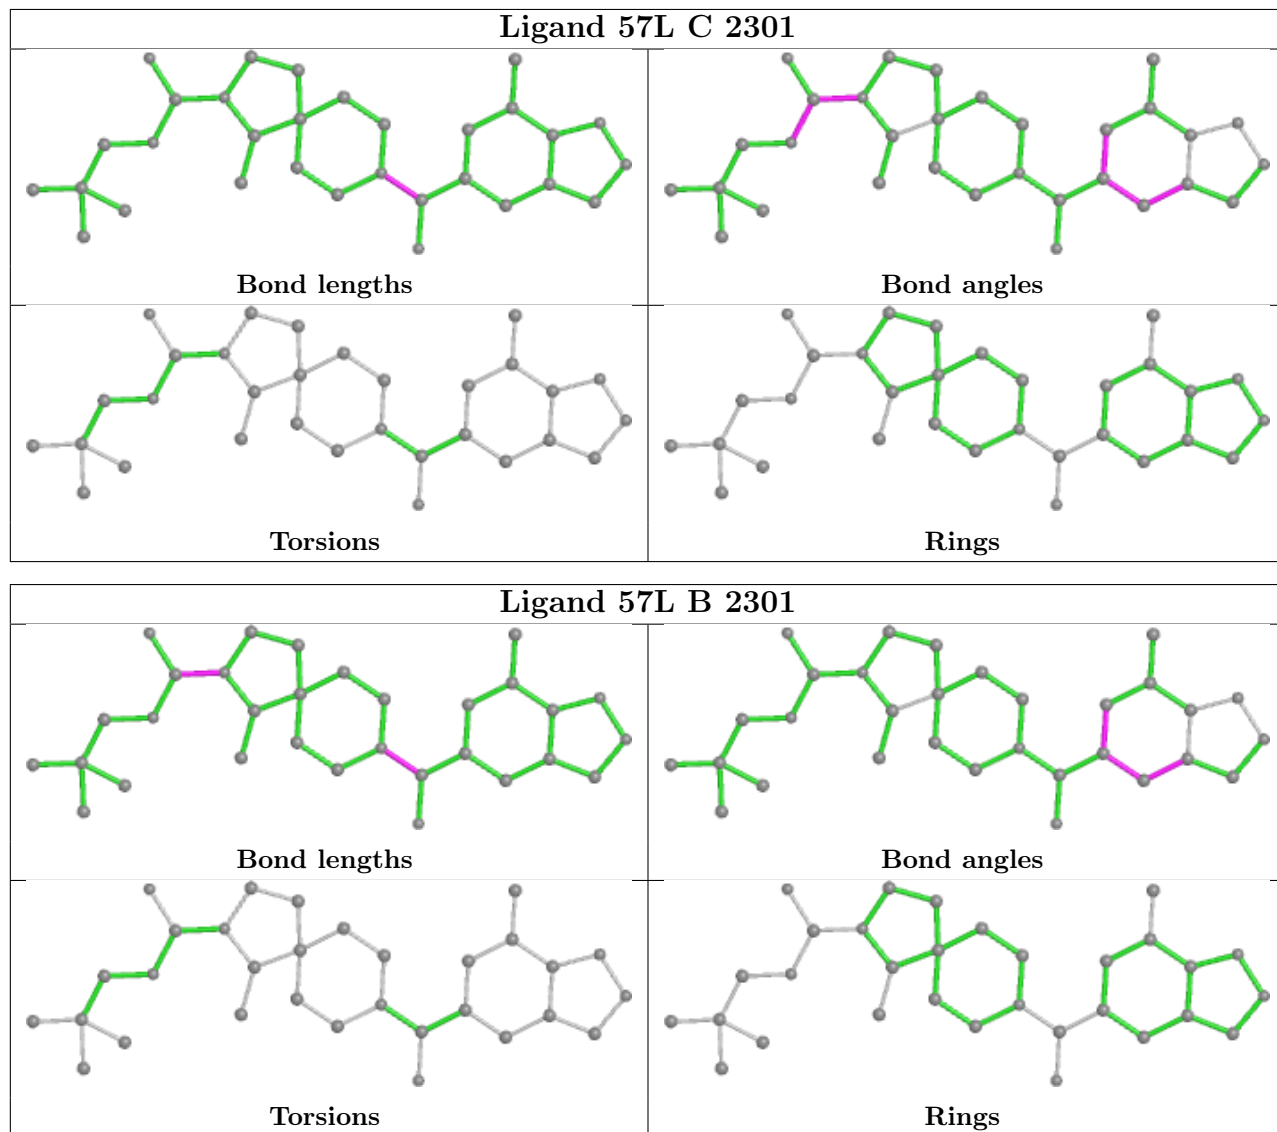 Ligand 57L C 2301
Bond lengths
Bond angles
Torsions
Rings
Ligand 57L B 2301
Bond lengths
Bond angles
Torsions
Rings